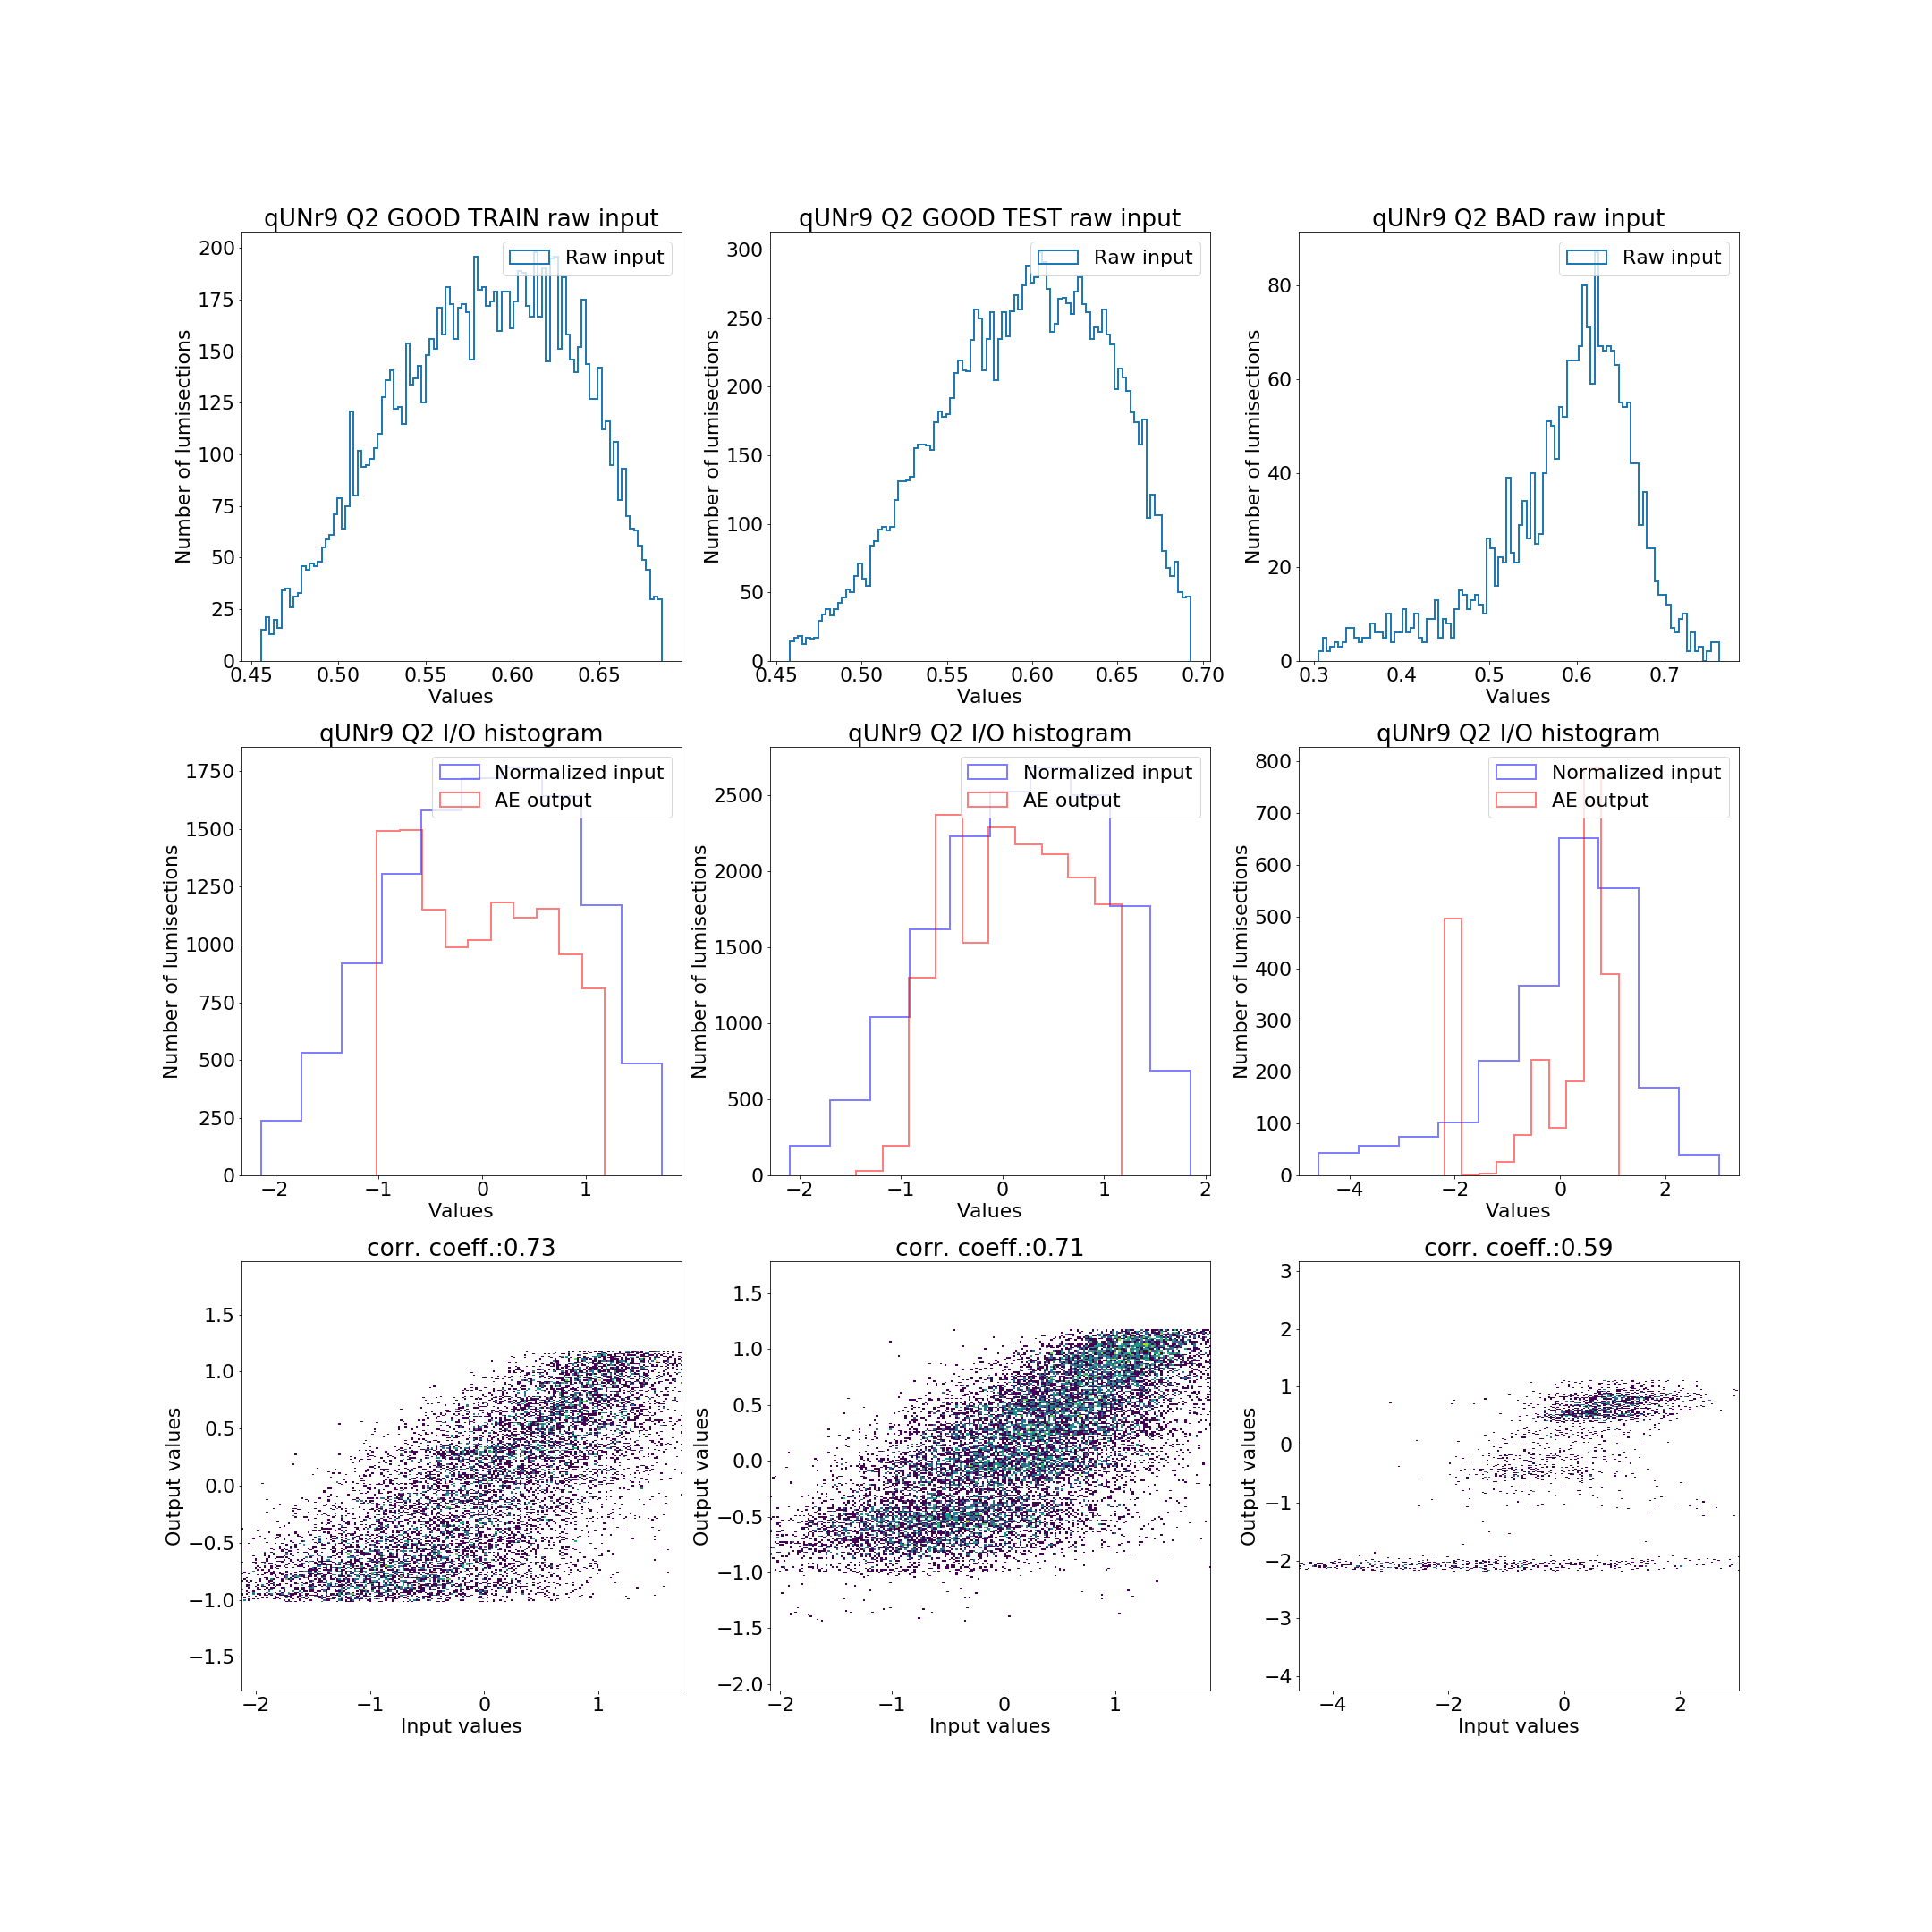 qUNr9 Q2 GOOD TRAIN raw input
Raw input
200
175
150
125
100
75
50
25
0
Number of lumisections
0.45 0.50 0.55 0.60 0.65
Values
qUNr9 Q2 GOOD TEST raw input
Raw input
300
250
200
150
100
50
0
Number of lumisections
0.45 0.50 0.55 0.60 0.65 0.70
Values
qUNr9 Q2 BAD raw input
Raw input
80
60
40
20
0
Number of lumisections
0.3 0.4 0.5 0.6 0.7
Values
qUNr9 Q2 I/O histogram
Normalized input
AE output
1750
1500
1250
1000
750
500
250
0
Number of lumisections
−2 −1 0 1
Values
qUNr9 Q2 I/O histogram
Normalized input
AE output
2500
2000
1500
1000
500
0
Number of lumisections
−2 −1 0 1 2
Values
qUNr9 Q2 I/O histogram
Normalized input
AE output
800
700
600
500
400
300
200
100
0
Number of lumisections
−4 −2 0 2
Values
corr. coeff.:0.73
1.5
1.0
0.5
0.0
−0.5
−1.0
−1.5
Output values
−2 −1 0 1
Input values
corr. coeff.:0.71
1.5
1.0
0.5
0.0
−0.5
−1.0
−1.5
−2.0
Output values
−2 −1 0 1
Input values
corr. coeff.:0.59
3
2
1
0
−1
−2
−3
−4
Output values
−4 −2 0 2
Input values